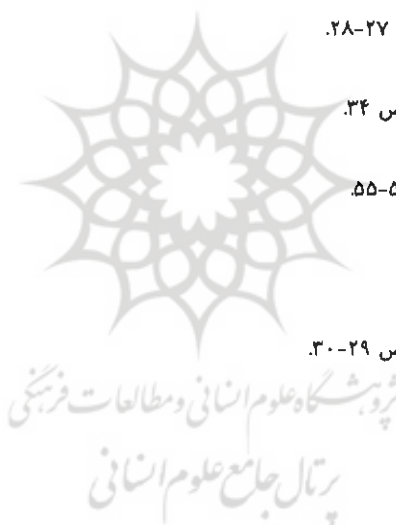 ۲۷-۲۸.
ص ۳۴.
۵۵-۵
ص ۲۹-۳۰.
پژوهشگاه علوم انسانی و مطالعات فرهنگی
پرتال جامع علوم انسانی